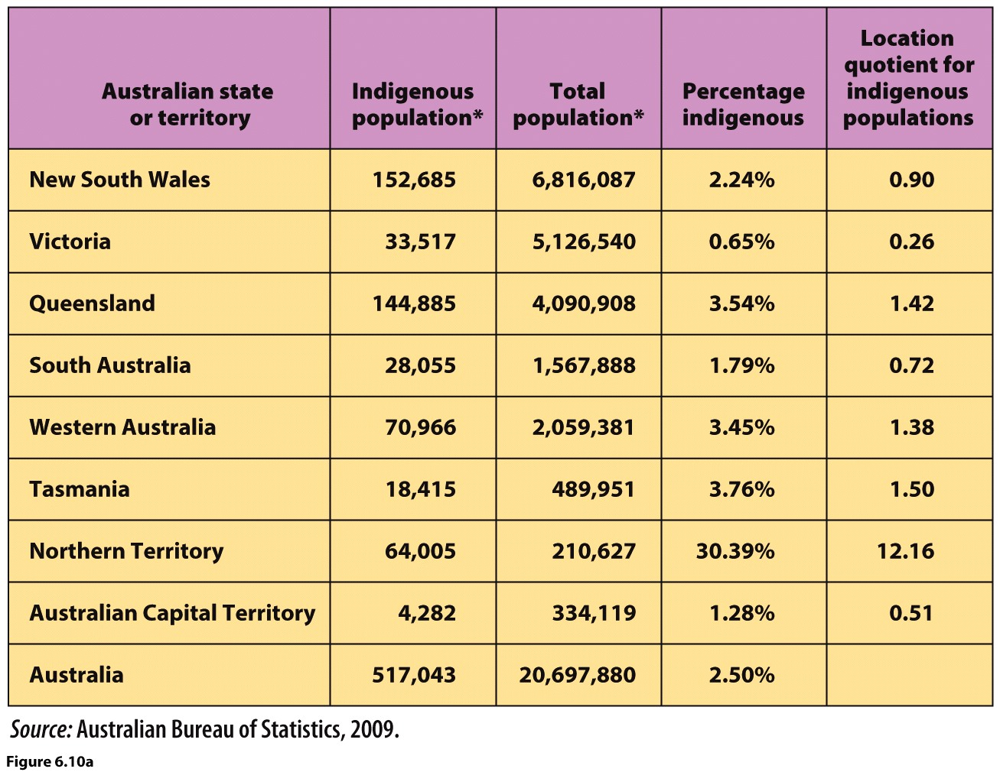 Australian state or territory | Indigenous population* | Total population* | Percentage indigenous | Location quotient for indigenous populations
New South Wales | 152,685 | 6,816,087 | 2.24% | 0.90
Victoria | 33,517 | 5,126,540 | 0.65% | 0.26
Queensland | 144,885 | 4,090,908 | 3.54% | 1.42
South Australia | 28,055 | 1,567,888 | 1.79% | 0.72
Western Australia | 70,966 | 2,059,381 | 3.45% | 1.38
Tasmania | 18,415 | 489,951 | 3.76% | 1.50
Northern Territory | 64,005 | 210,627 | 30.39% | 12.16
Australian Capital Territory | 4,282 | 334,119 | 1.28% | 0.51
Australia | 517,043 | 20,697,880 | 2.50% |
Source: Australian Bureau of Statistics, 2009.
Figure 6.10a